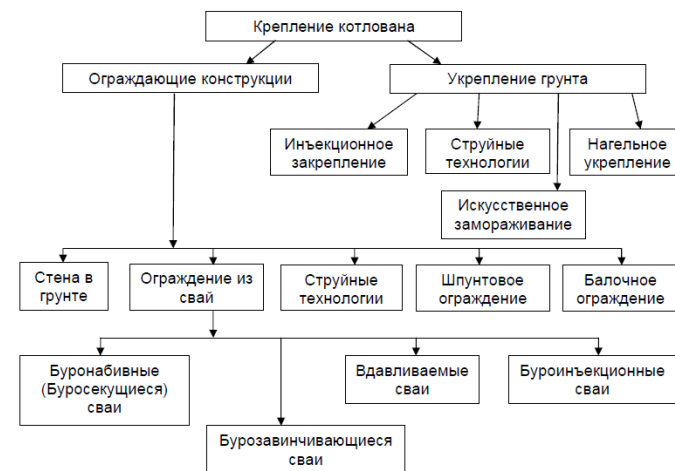 Крепление котлована
Ограждающие конструкции
Укрепление грунта
Инъекционное
закрепление
Струйные
технологии
Нагельное
укрепление
Искусственное
замораживание
Стена в
грунте
Ограждение из
свай
Струйные
технологии
Шпунтовое
ограждение
Балочное
ограждение
Буронабивные
(Буросекущиеся)
сваи
Вдавливаемые
сваи
Буроинъекционные
сваи
Бурозавинчивающиеся
сваи